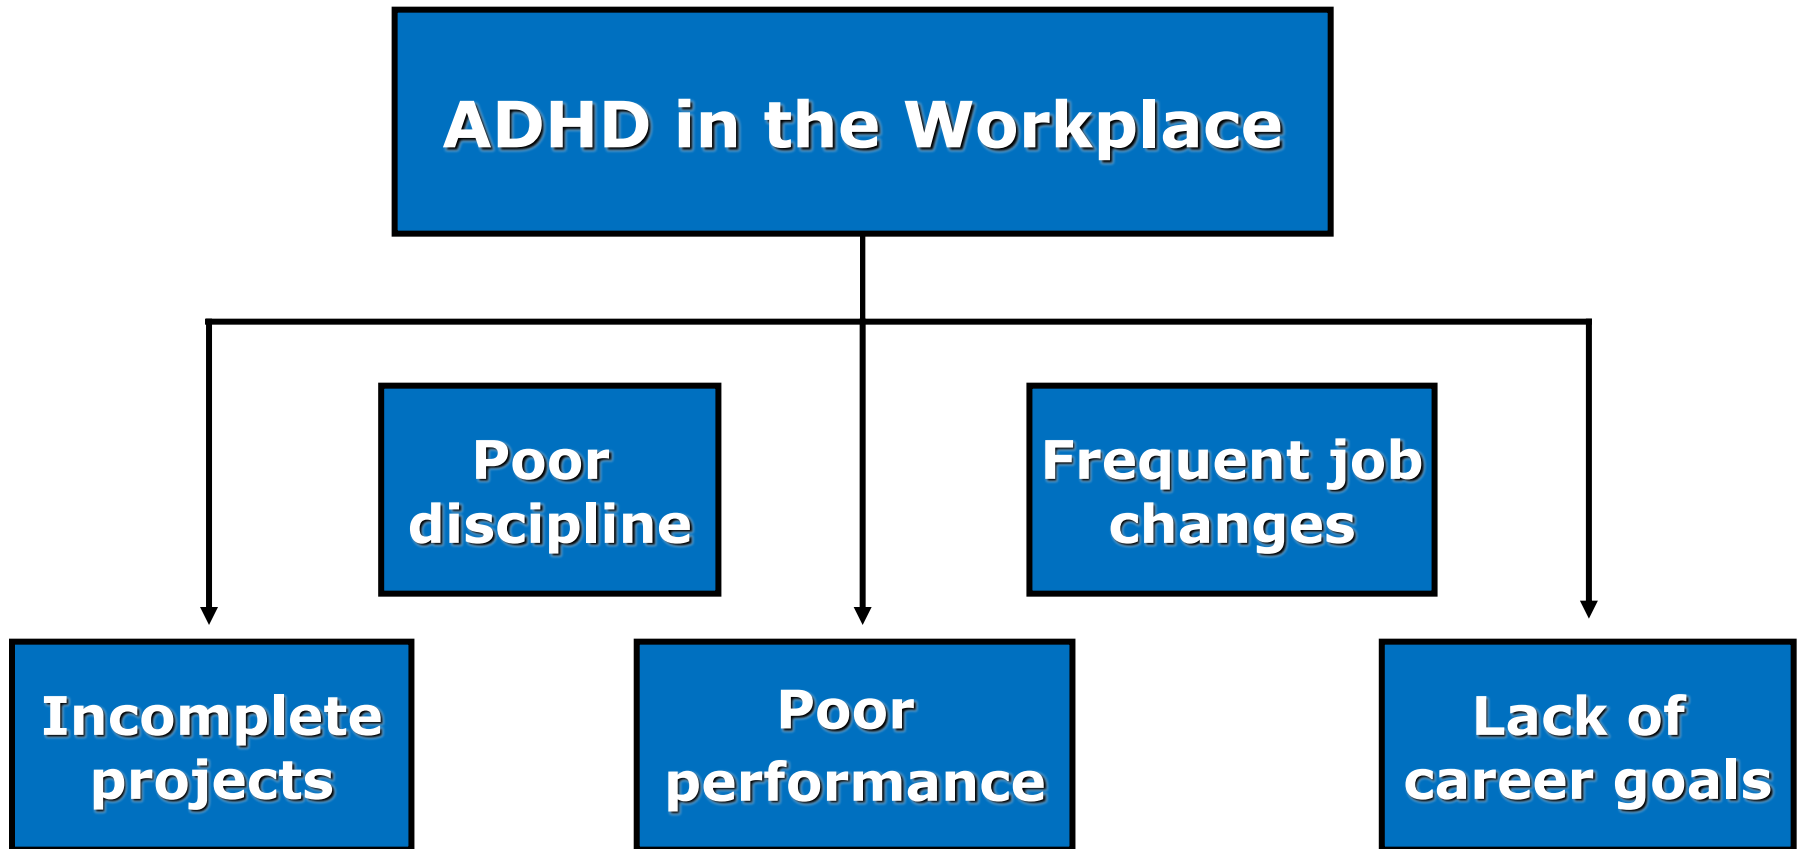 ADHD in the Workplace
Poor
discipline
Frequent job
changes
Incomplete
projects
Poor
performance
Lack of
career goals